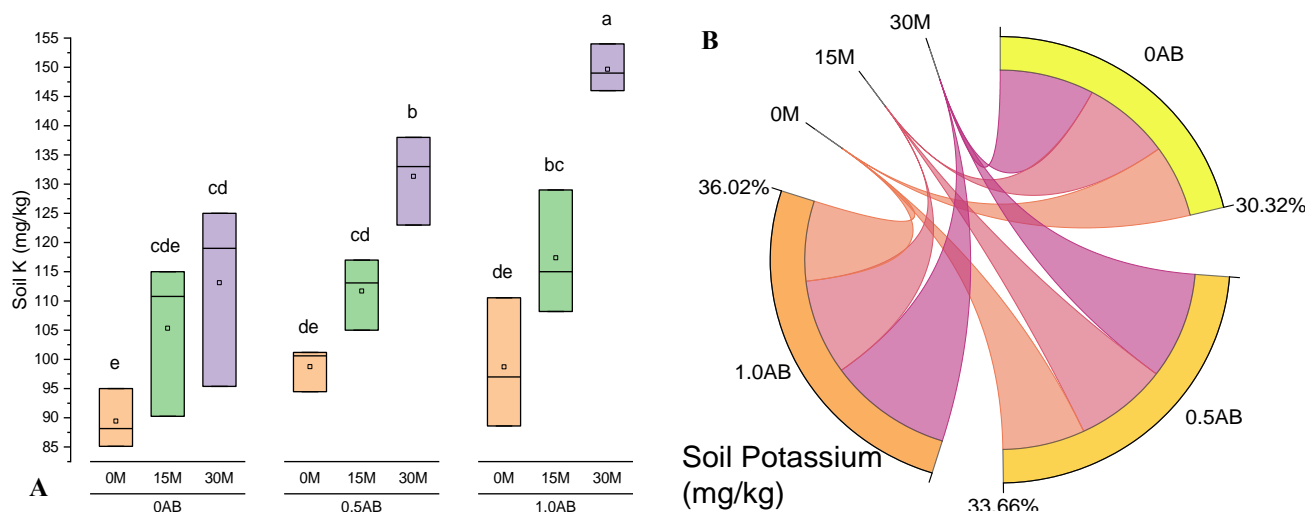 155
150
145
140
135
130
125
120
115
110
105
100
95
90
85
Soil K (mg/kg)
e
cde
cd
de
cd
b
de
bc
a
0M 15M 30M 0M 15M 30M 0M 15M 30M
0AB 0.5AB 1.0AB
A
B
30M
15M
0M
0AB
36.02%
30.32%
1.0AB
0.5AB
33.66%
Soil Potassium
(mg/kg)